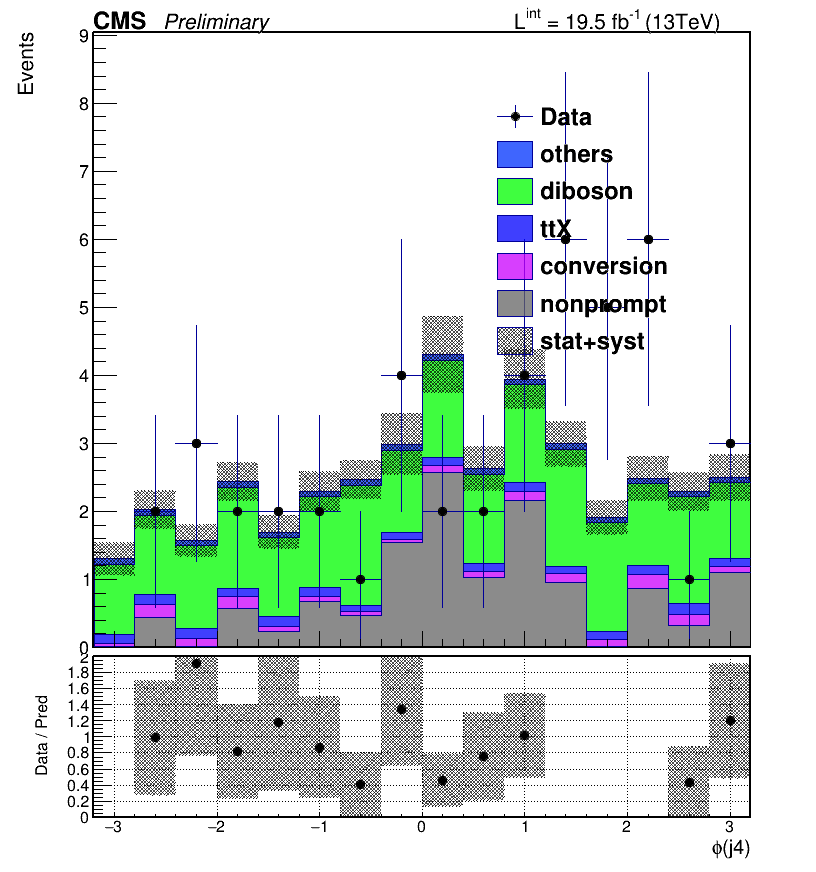 CMS Preliminary L^int = 19.5 fb^-1 (13TeV)
Events
9
8
7
6
5
4
3
2
1
0
Data
others
diboson
ttX
conversion
nonprompt
stat+syst
Data / Pred
2
1.8
1.6
1.4
1.2
1
0.8
0.6
0.4
0.2
0
−3 −2 −1 0 1 2 3
ϕ(j4)